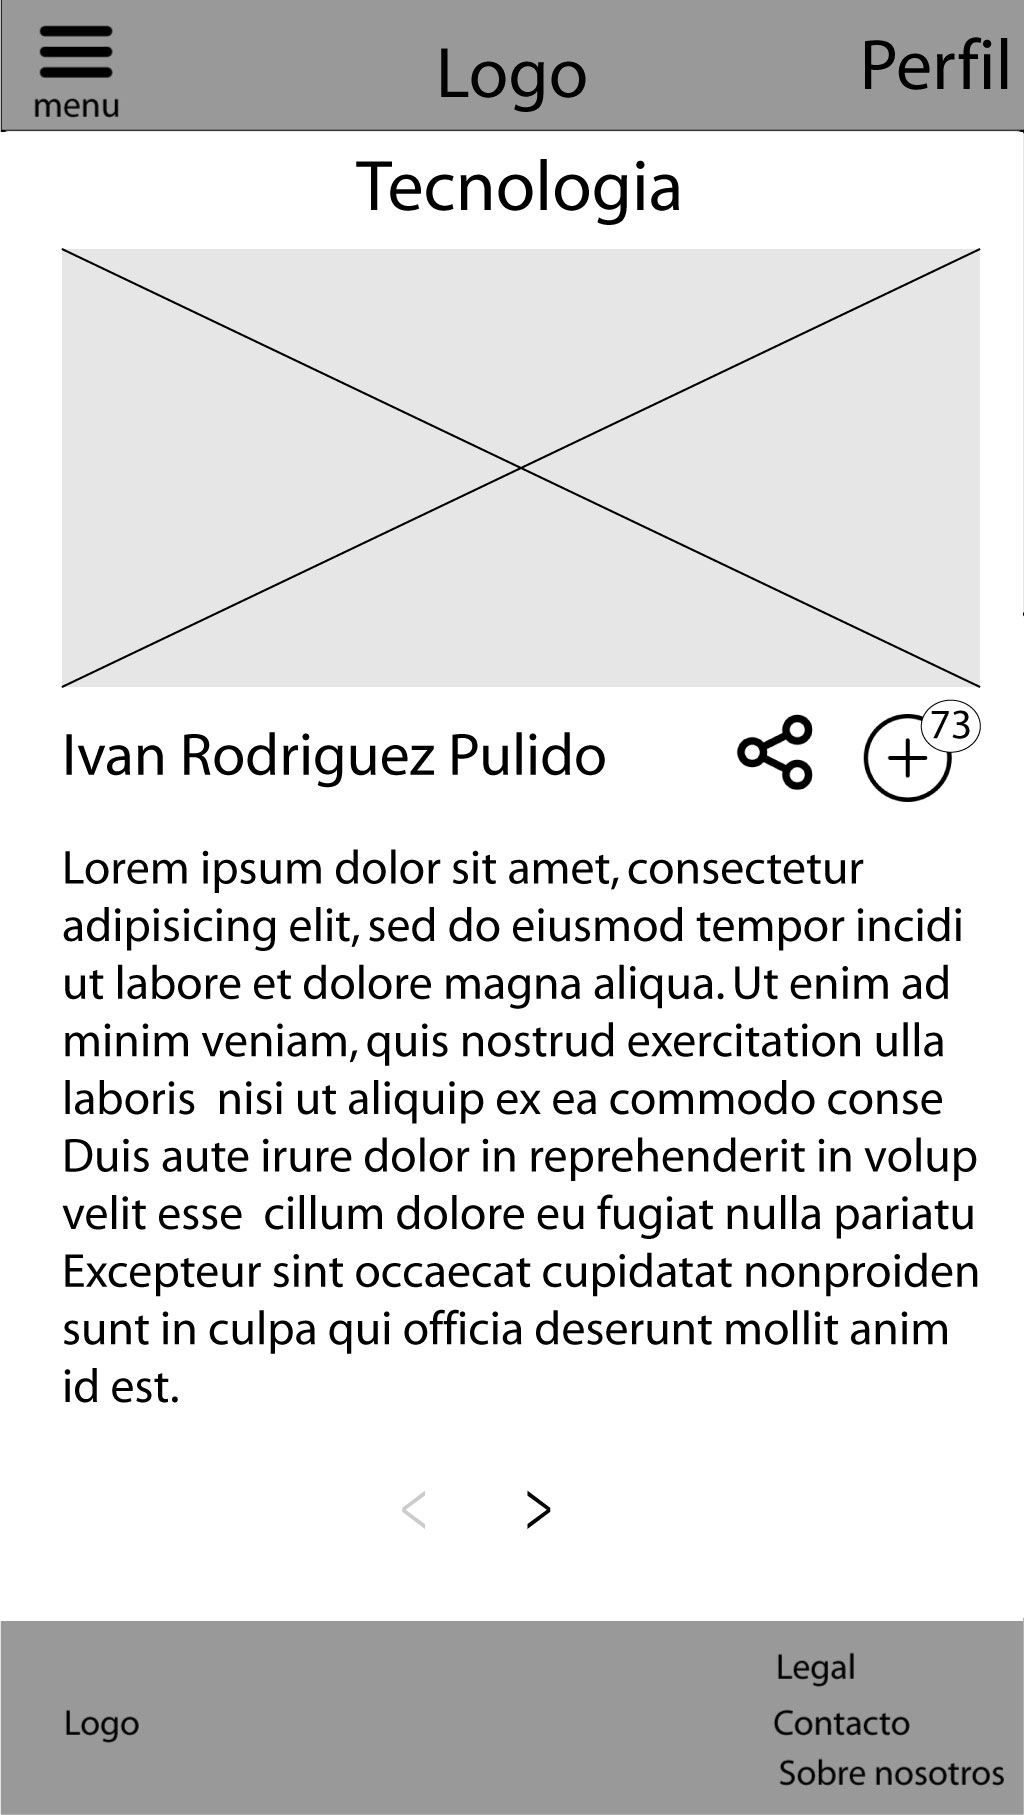 menu
Logo
Perfil
Tecnologia
Ivan Rodriguez Pulido
73
Lorem ipsum dolor sit amet, consectetur
adipisicing elit, sed do eiusmod tempor incidi
ut labore et dolore magna aliqua. Ut enim ad
minim veniam, quis nostrud exercitation ulla
laboris  nisi ut aliquip ex ea commodo conse
Duis aute irure dolor in reprehenderit in volup
velit esse  cillum dolore eu fugiat nulla pariatu
Excepteur sint occaecat cupidatat nonproiden
sunt in culpa qui officia deserunt mollit anim
id est.
< >
Legal
Logo
Contacto
Sobre nosotros